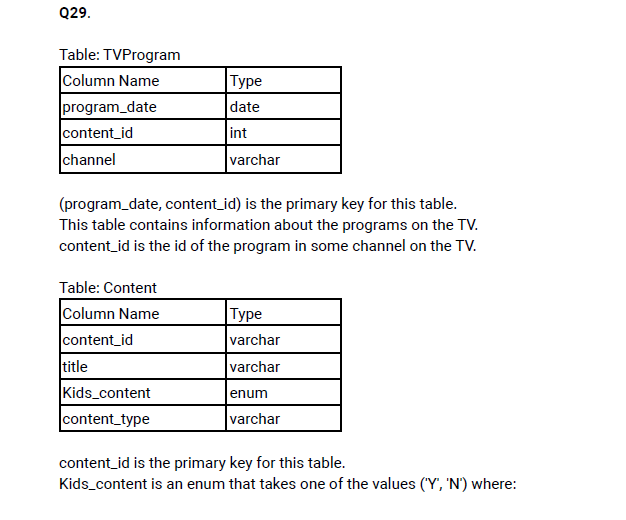 Q29.
Table: TVProgram
Column Name Type
program_date date
content_id int
channel varchar
(program_date, content_id) is the primary key for this table.
This table contains information about the programs on the TV.
content_id is the id of the program in some channel on the TV.
Table: Content
Column Name Type
content_id varchar
title varchar
Kids_content enum
content_type varchar
content_id is the primary key for this table.
Kids_content is an enum that takes one of the values ('Y', 'N') where: